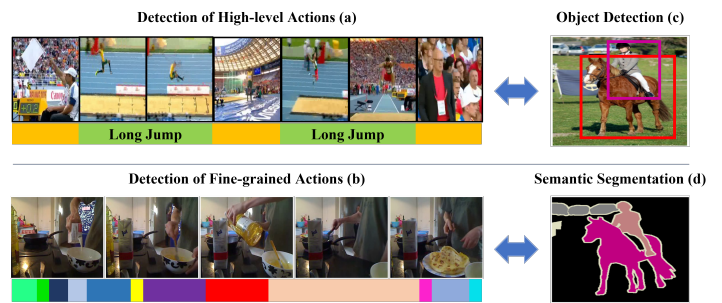 Detection of High-level Actions (a)
Object Detection (c)
Long Jump
Long Jump
Detection of Fine-grained Actions (b)
Semantic Segmentation (d)